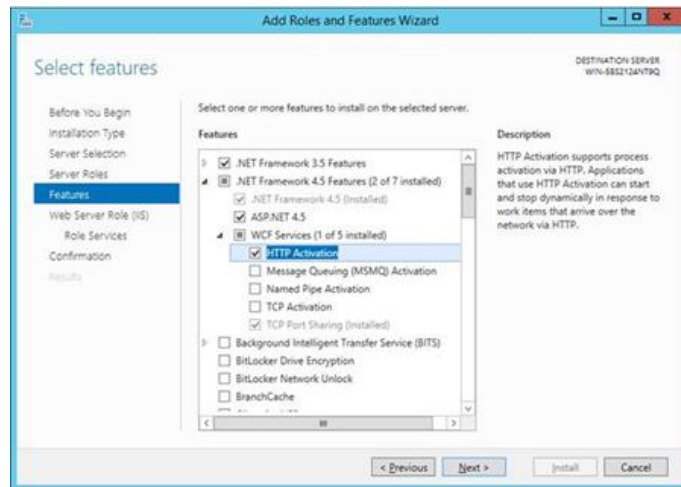 Add Roles and Features Wizard
Select features
DESTINATION SERVER
Before You Begin
Installation Type
Server Selection
Server Roles
Features
Web Server Role (IIS)
Role Services
Confirmation
Results
Select one or more features to install on the selected server.
Features
.NET Framework 3.5 Features
.NET Framework 4.5 Features (2 of 7 installed)
.NET Framework 4.5 (Installed)
ASP.NET 4.5
WCF Services (1 of 5 installed)
HTTP Activation
Message Queuing (MSMQ) Activation
Named Pipe Activation
TCP Activation
TCP Port Sharing (Installed)
Background Intelligent Transfer Service (BITS)
BitLocker Drive Encryption
BitLocker Network Unlock
BranchCache
Description
HTTP Activation supports process
activation via HTTP. Applications
that use HTTP Activation can start
and stop dynamically in response to
work items that arrive over the
network via HTTP.
< Previous
Next >
Install
Cancel